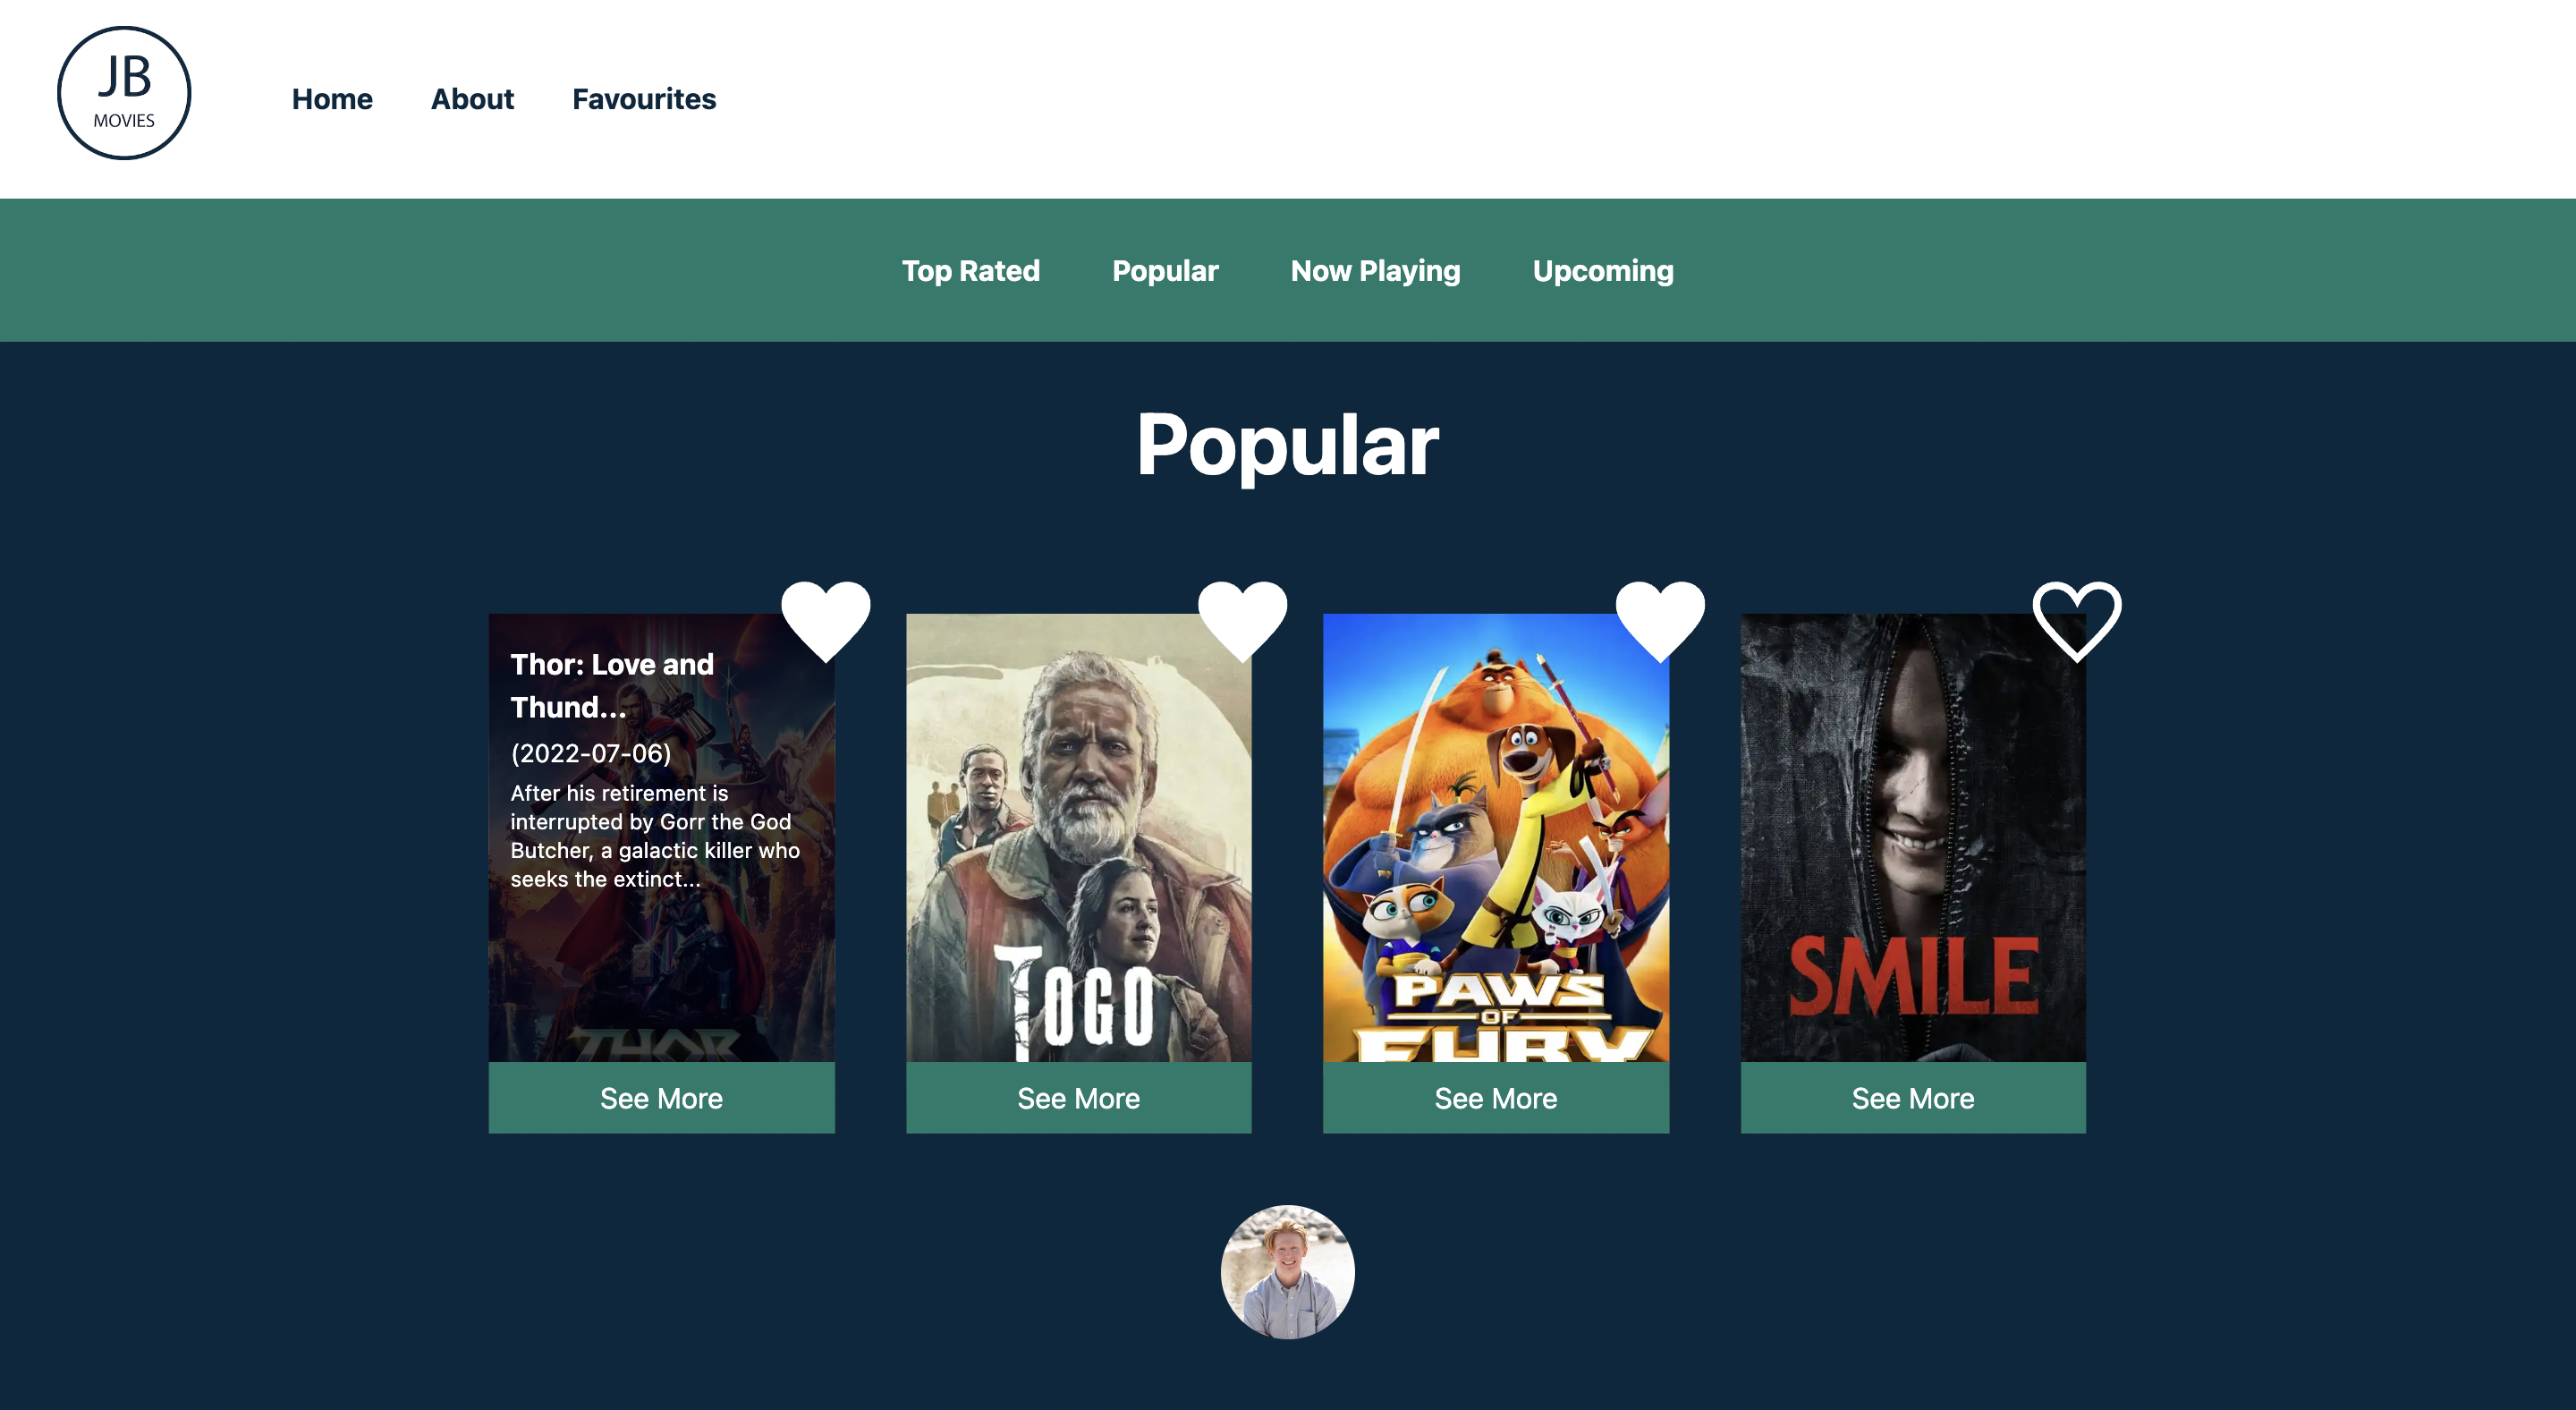 JB
MOVIES
Home About Favourites
Top Rated Popular Now Playing Upcoming
Popular
Thor: Love and
Thund...
(2022-07-06)
After his retirement is
interrupted by Gorr the God
Butcher, a galactic killer who
seeks the extinct...
THOR
TOGO
PAWS
OF
FURY
SMILE
See More See More See More See More